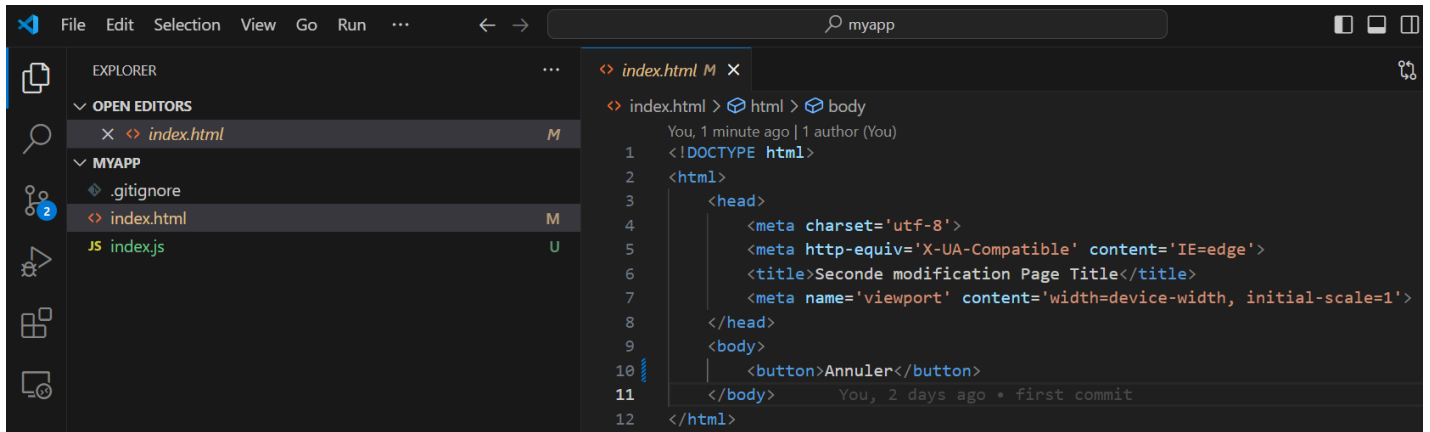 File Edit Selection View Go Run ··· ← → myapp
EXPLORER ···
OPEN EDITORS
× <> index.html M
MYAPP
.gitignore
<> index.html M
JS index.js U
2
<> index.html M ×
<> index.html > html > body
You, 1 minute ago | 1 author (You)
1 <!DOCTYPE html>
2 <html>
3 <head>
4 <meta charset='utf-8'>
5 <meta http-equiv='X-UA-Compatible' content='IE=edge'>
6 <title>Seconde modification Page Title</title>
7 <meta name='viewport' content='width=device-width, initial-scale=1'>
8 </head>
9 <body>
10 <button>Annuler</button>
11 </body> You, 2 days ago • first commit
12 </html>